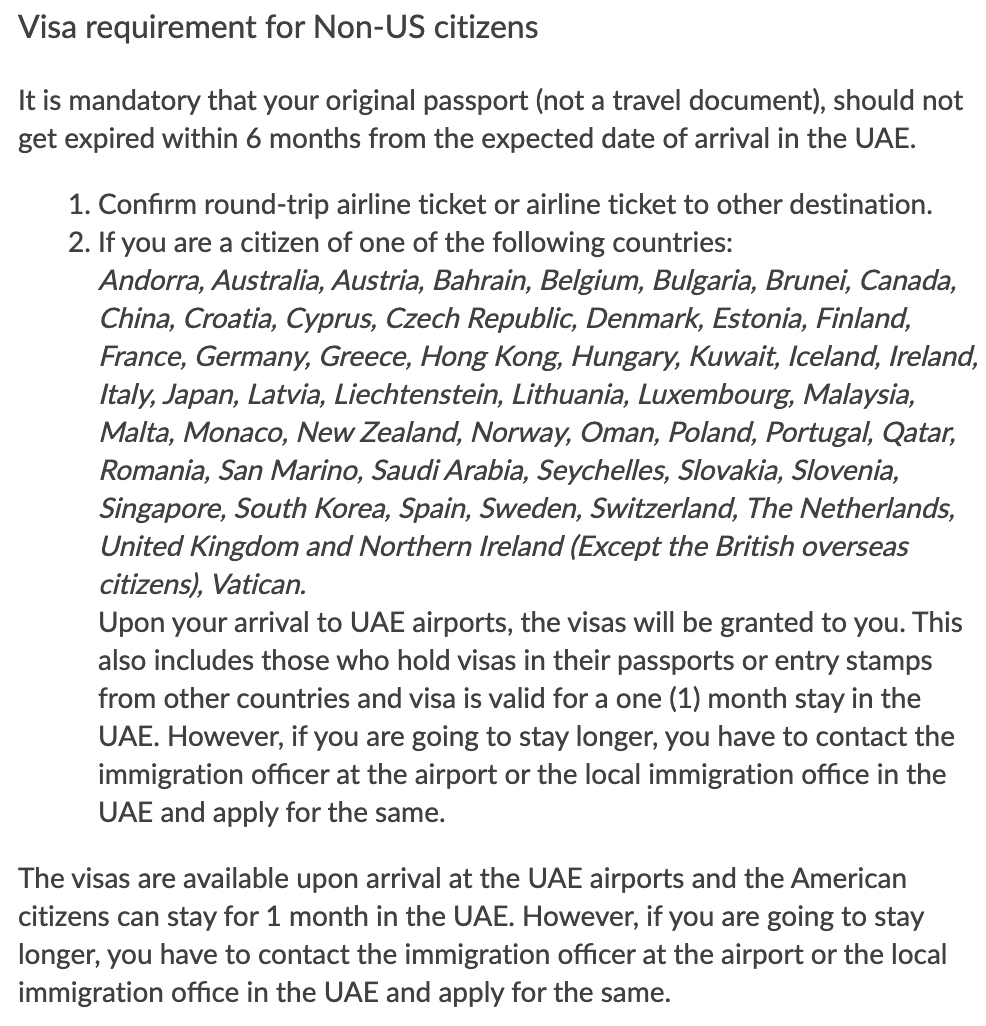 Visa requirement for Non-US citizens
It is mandatory that your original passport (not a travel document), should not
get expired within 6 months from the expected date of arrival in the UAE.
1. Confirm round-trip airline ticket or airline ticket to other destination.
2. If you are a citizen of one of the following countries:
Andorra, Australia, Austria, Bahrain, Belgium, Bulgaria, Brunei, Canada,
China, Croatia, Cyprus, Czech Republic, Denmark, Estonia, Finland,
France, Germany, Greece, Hong Kong, Hungary, Kuwait, Iceland, Ireland,
Italy, Japan, Latvia, Liechtenstein, Lithuania, Luxembourg, Malaysia,
Malta, Monaco, New Zealand, Norway, Oman, Poland, Portugal, Qatar,
Romania, San Marino, Saudi Arabia, Seychelles, Slovakia, Slovenia,
Singapore, South Korea, Spain, Sweden, Switzerland, The Netherlands,
United Kingdom and Northern Ireland (Except the British overseas
citizens), Vatican.
Upon your arrival to UAE airports, the visas will be granted to you. This
also includes those who hold visas in their passports or entry stamps
from other countries and visa is valid for a one (1) month stay in the
UAE. However, if you are going to stay longer, you have to contact the
immigration officer at the airport or the local immigration office in the
UAE and apply for the same.
The visas are available upon arrival at the UAE airports and the American
citizens can stay for 1 month in the UAE. However, if you are going to stay
longer, you have to contact the immigration officer at the airport or the local
immigration office in the UAE and apply for the same.